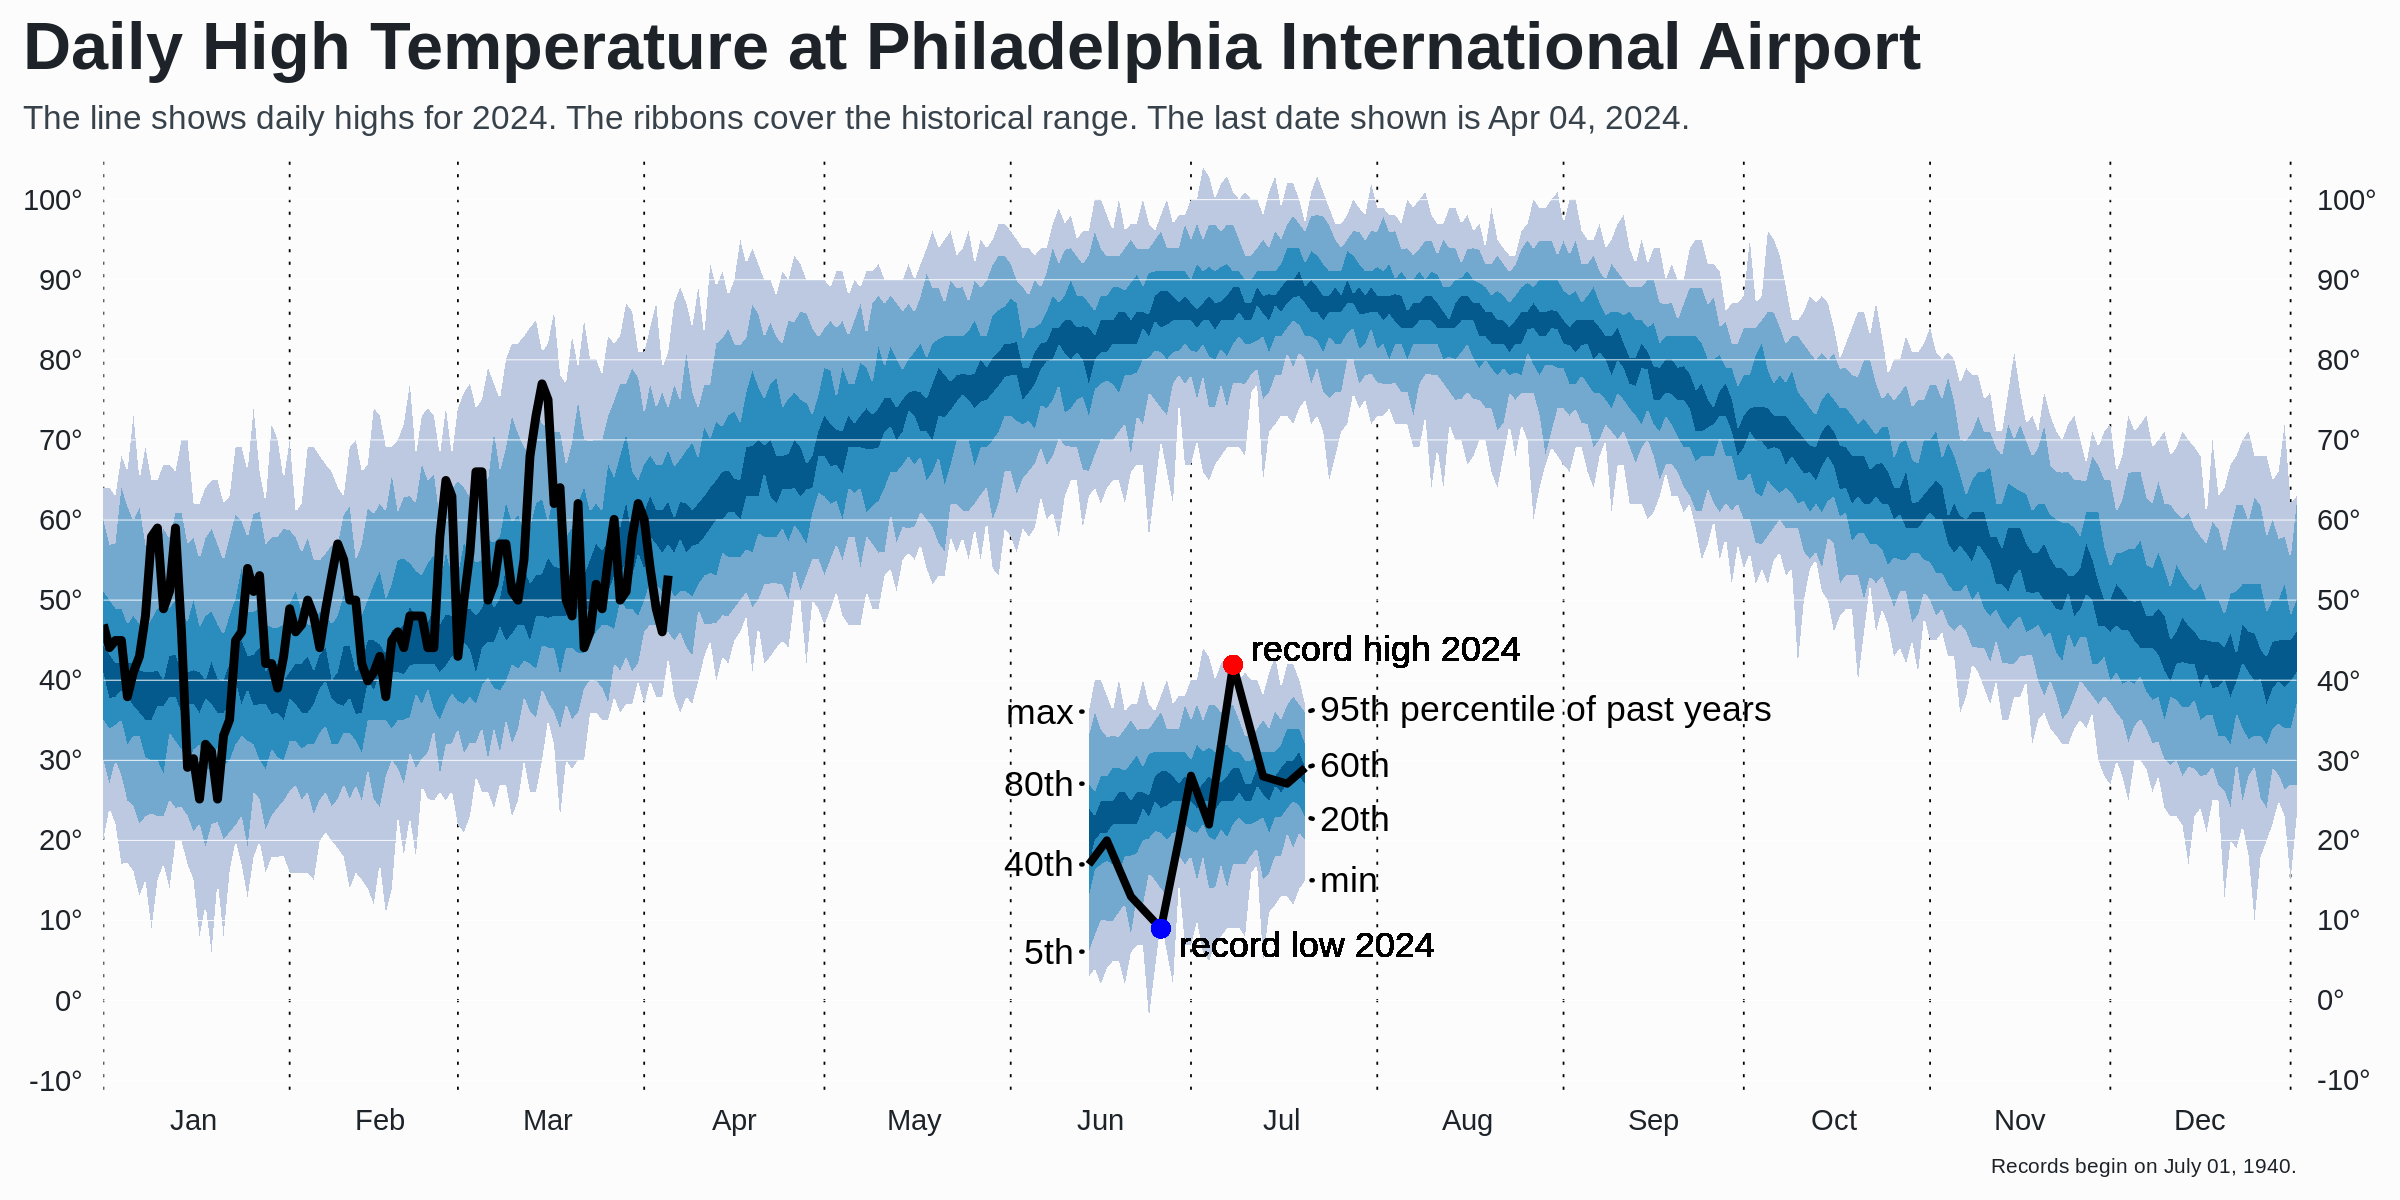 Daily High Temperature at Philadelphia International Airport
The line shows daily highs for 2024. The ribbons cover the historical range. The last date shown is Apr 04, 2024.
100° 100°
90° 90°
80° 80°
70° 70°
60° 60°
50° 50°
record high 2024
40° 40°
max 95th percentile of past years
30° 60th 30°
80th
20° 20th 20°
40th min
10° 10°
5th record low 2024
0° 0°
-10° -10°
Jan Feb Mar Apr May Jun Jul Aug Sep Oct Nov Dec
Records begin on July 01, 1940.